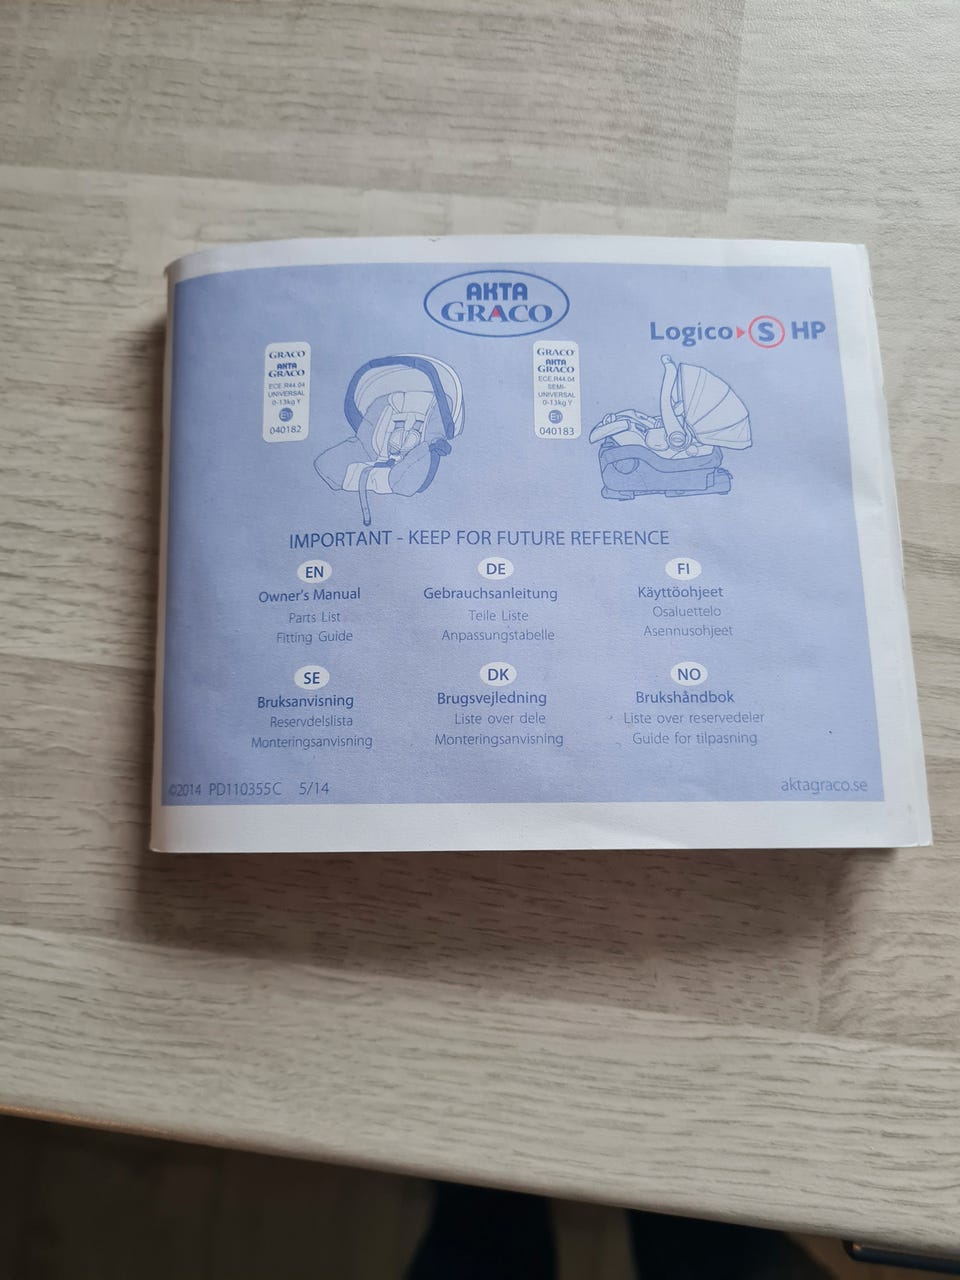 AKTA
GRACO
Logico S HP
GRACO
AKTA
GRACO
ECE.R44.04
UNIVERSAL
0-13kg Y
040182
GRACO
AKTA
GRACO
ECE.R44.04
SEMI-
UNIVERSAL
0-13kg Y
040183
IMPORTANT - KEEP FOR FUTURE REFERENCE
EN
Owner's Manual
Parts List
Fitting Guide
DE
Gebrauchsanleitung
Teile Liste
Anpassungstabelle
FI
Käyttöohjeet
Osaluettelo
Asennusohjeet
SE
Bruksanvisning
Reservdelslista
Monteringsanvisning
DK
Brugsvejledning
Liste over dele
Monteringsanvisning
NO
Brukshåndbok
Liste over reservedeler
Guide for tilpasning
©2014 PD110355C 5/14
aktagraco.se